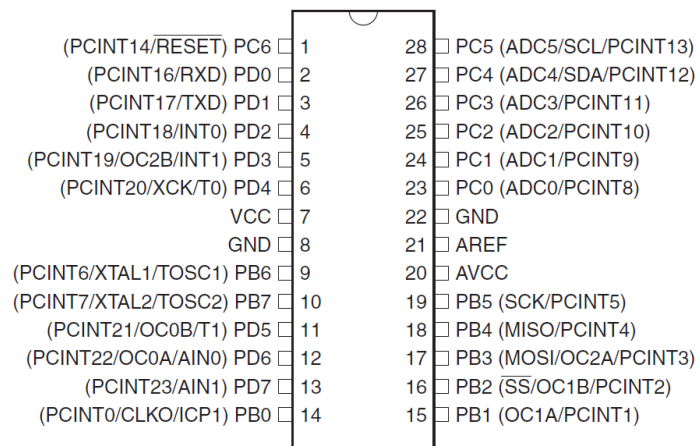 (PCINT14/RESET) PC6 1 28 PC5 (ADC5/SCL/PCINT13)
(PCINT16/RXD) PD0 2 27 PC4 (ADC4/SDA/PCINT12)
(PCINT17/TXD) PD1 3 26 PC3 (ADC3/PCINT11)
(PCINT18/INT0) PD2 4 25 PC2 (ADC2/PCINT10)
(PCINT19/OC2B/INT1) PD3 5 24 PC1 (ADC1/PCINT9)
(PCINT20/XCK/T0) PD4 6 23 PC0 (ADC0/PCINT8)
VCC 7 22 GND
GND 8 21 AREF
(PCINT6/XTAL1/TOSC1) PB6 9 20 AVCC
(PCINT7/XTAL2/TOSC2) PB7 10 19 PB5 (SCK/PCINT5)
(PCINT21/OC0B/T1) PD5 11 18 PB4 (MISO/PCINT4)
(PCINT22/OC0A/AIN0) PD6 12 17 PB3 (MOSI/OC2A/PCINT3)
(PCINT23/AIN1) PD7 13 16 PB2 (SS/OC1B/PCINT2)
(PCINT0/CLKO/ICP1) PB0 14 15 PB1 (OC1A/PCINT1)